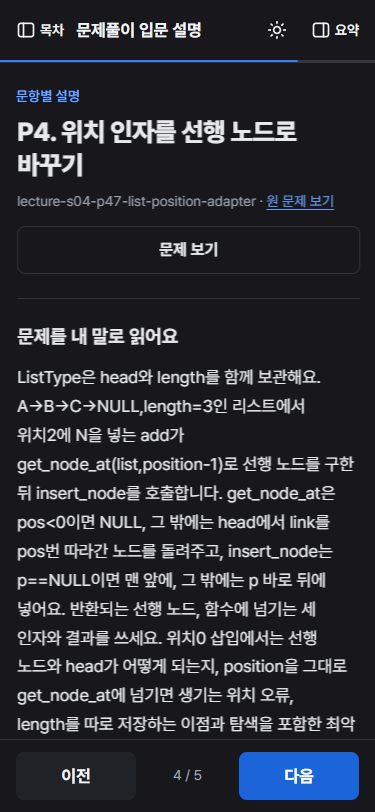 목차 문제풀이 입문 설명 요약
문항별 설명
P4. 위치 인자를 선행 노드로
바꾸기
lecture-s04-p47-list-position-adapter · 원 문제 보기
문제 보기
문제를 내 말로 읽어요
ListType은 head와 length를 함께 보관해요.
A→B→C→NULL,length=3인 리스트에서
위치2에 N을 넣는 add가
get_node_at(list,position-1)로 선행 노드를 구한
뒤 insert_node를 호출합니다. get_node_at은
pos<0이면 NULL, 그 밖에는 head에서 link를
pos번 따라간 노드를 돌려주고, insert_node는
p==NULL이면 맨 앞에, 그 밖에는 p 바로 뒤에
넣어요. 반환되는 선행 노드, 함수에 넘기는 세
인자와 결과를 쓰세요. 위치0 삽입에서는 선행
노드와 head가 어떻게 되는지, position을 그대로
get_node_at에 넘기면 생기는 위치 오류,
length를 따로 저장하는 이점과 탐색을 포함한 최악
이전 4 / 5 다음